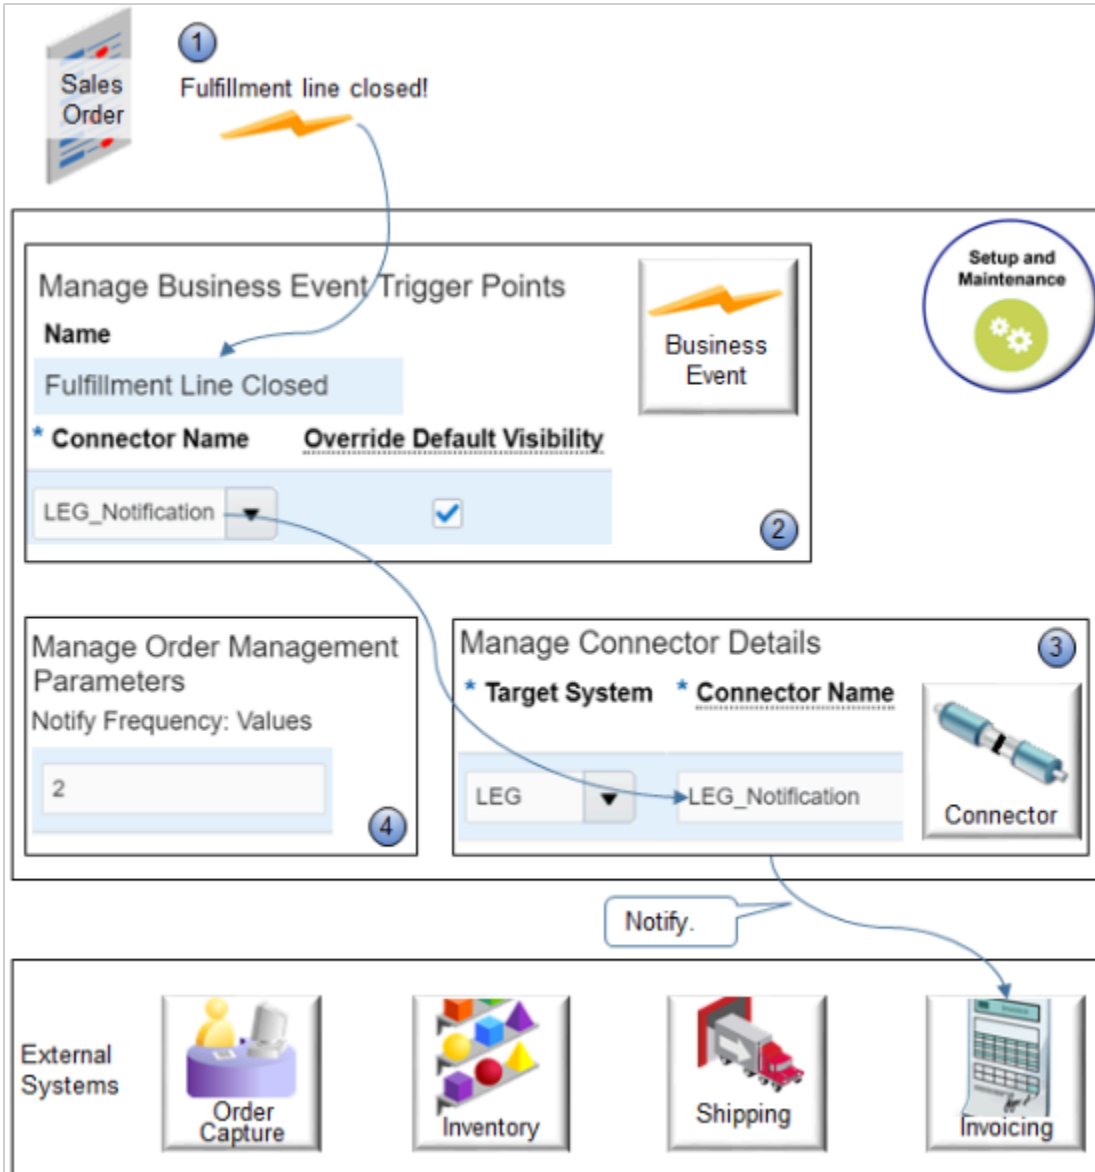 1
Sales
Order
Fulfillment line closed!
Setup and
Maintenance
Manage Business Event Trigger Points
Name
Fulfillment Line Closed
Business
Event
* Connector Name Override Default Visibility
LEG_Notification
2
Manage Order Management
Parameters
Notify Frequency: Values
2
4
Manage Connector Details
3
* Target System * Connector Name
LEG LEG_Notification
Connector
Notify.
External
Systems
Order
Capture
Inventory
Shipping
Invoicing